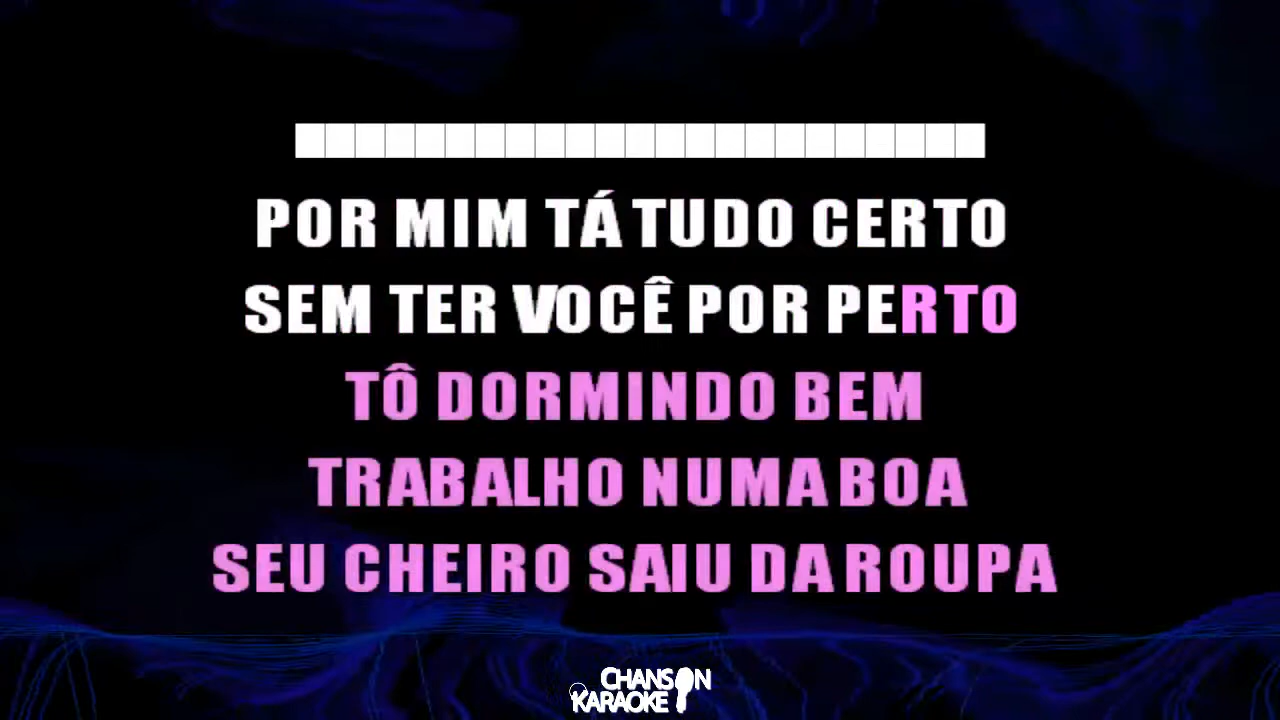 POR MIM TÁ TUDO CERTO
SEM TER VOCÊ POR PERTO
TÔ DORMINDO BEM
TRABALHO NUMA BOA
SEU CHEIRO SAIU DA ROUPA
CHANSON
KARAOKE